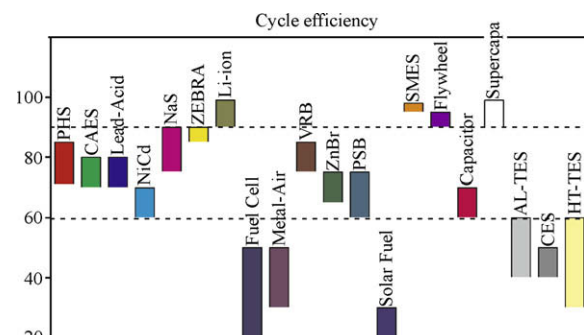 Cycle efficiency
100
80
60
40
20
PHS
CAES
Lead-Acid
NiCd
NaS
ZEBRA
Li-ion
Fuel Cell
Metal-Air
VRB
ZnBr
PSB
Solar Fuel
SMES
Flywheel
Capacitor
Supercapa
AL-TES
CES
HT-TES